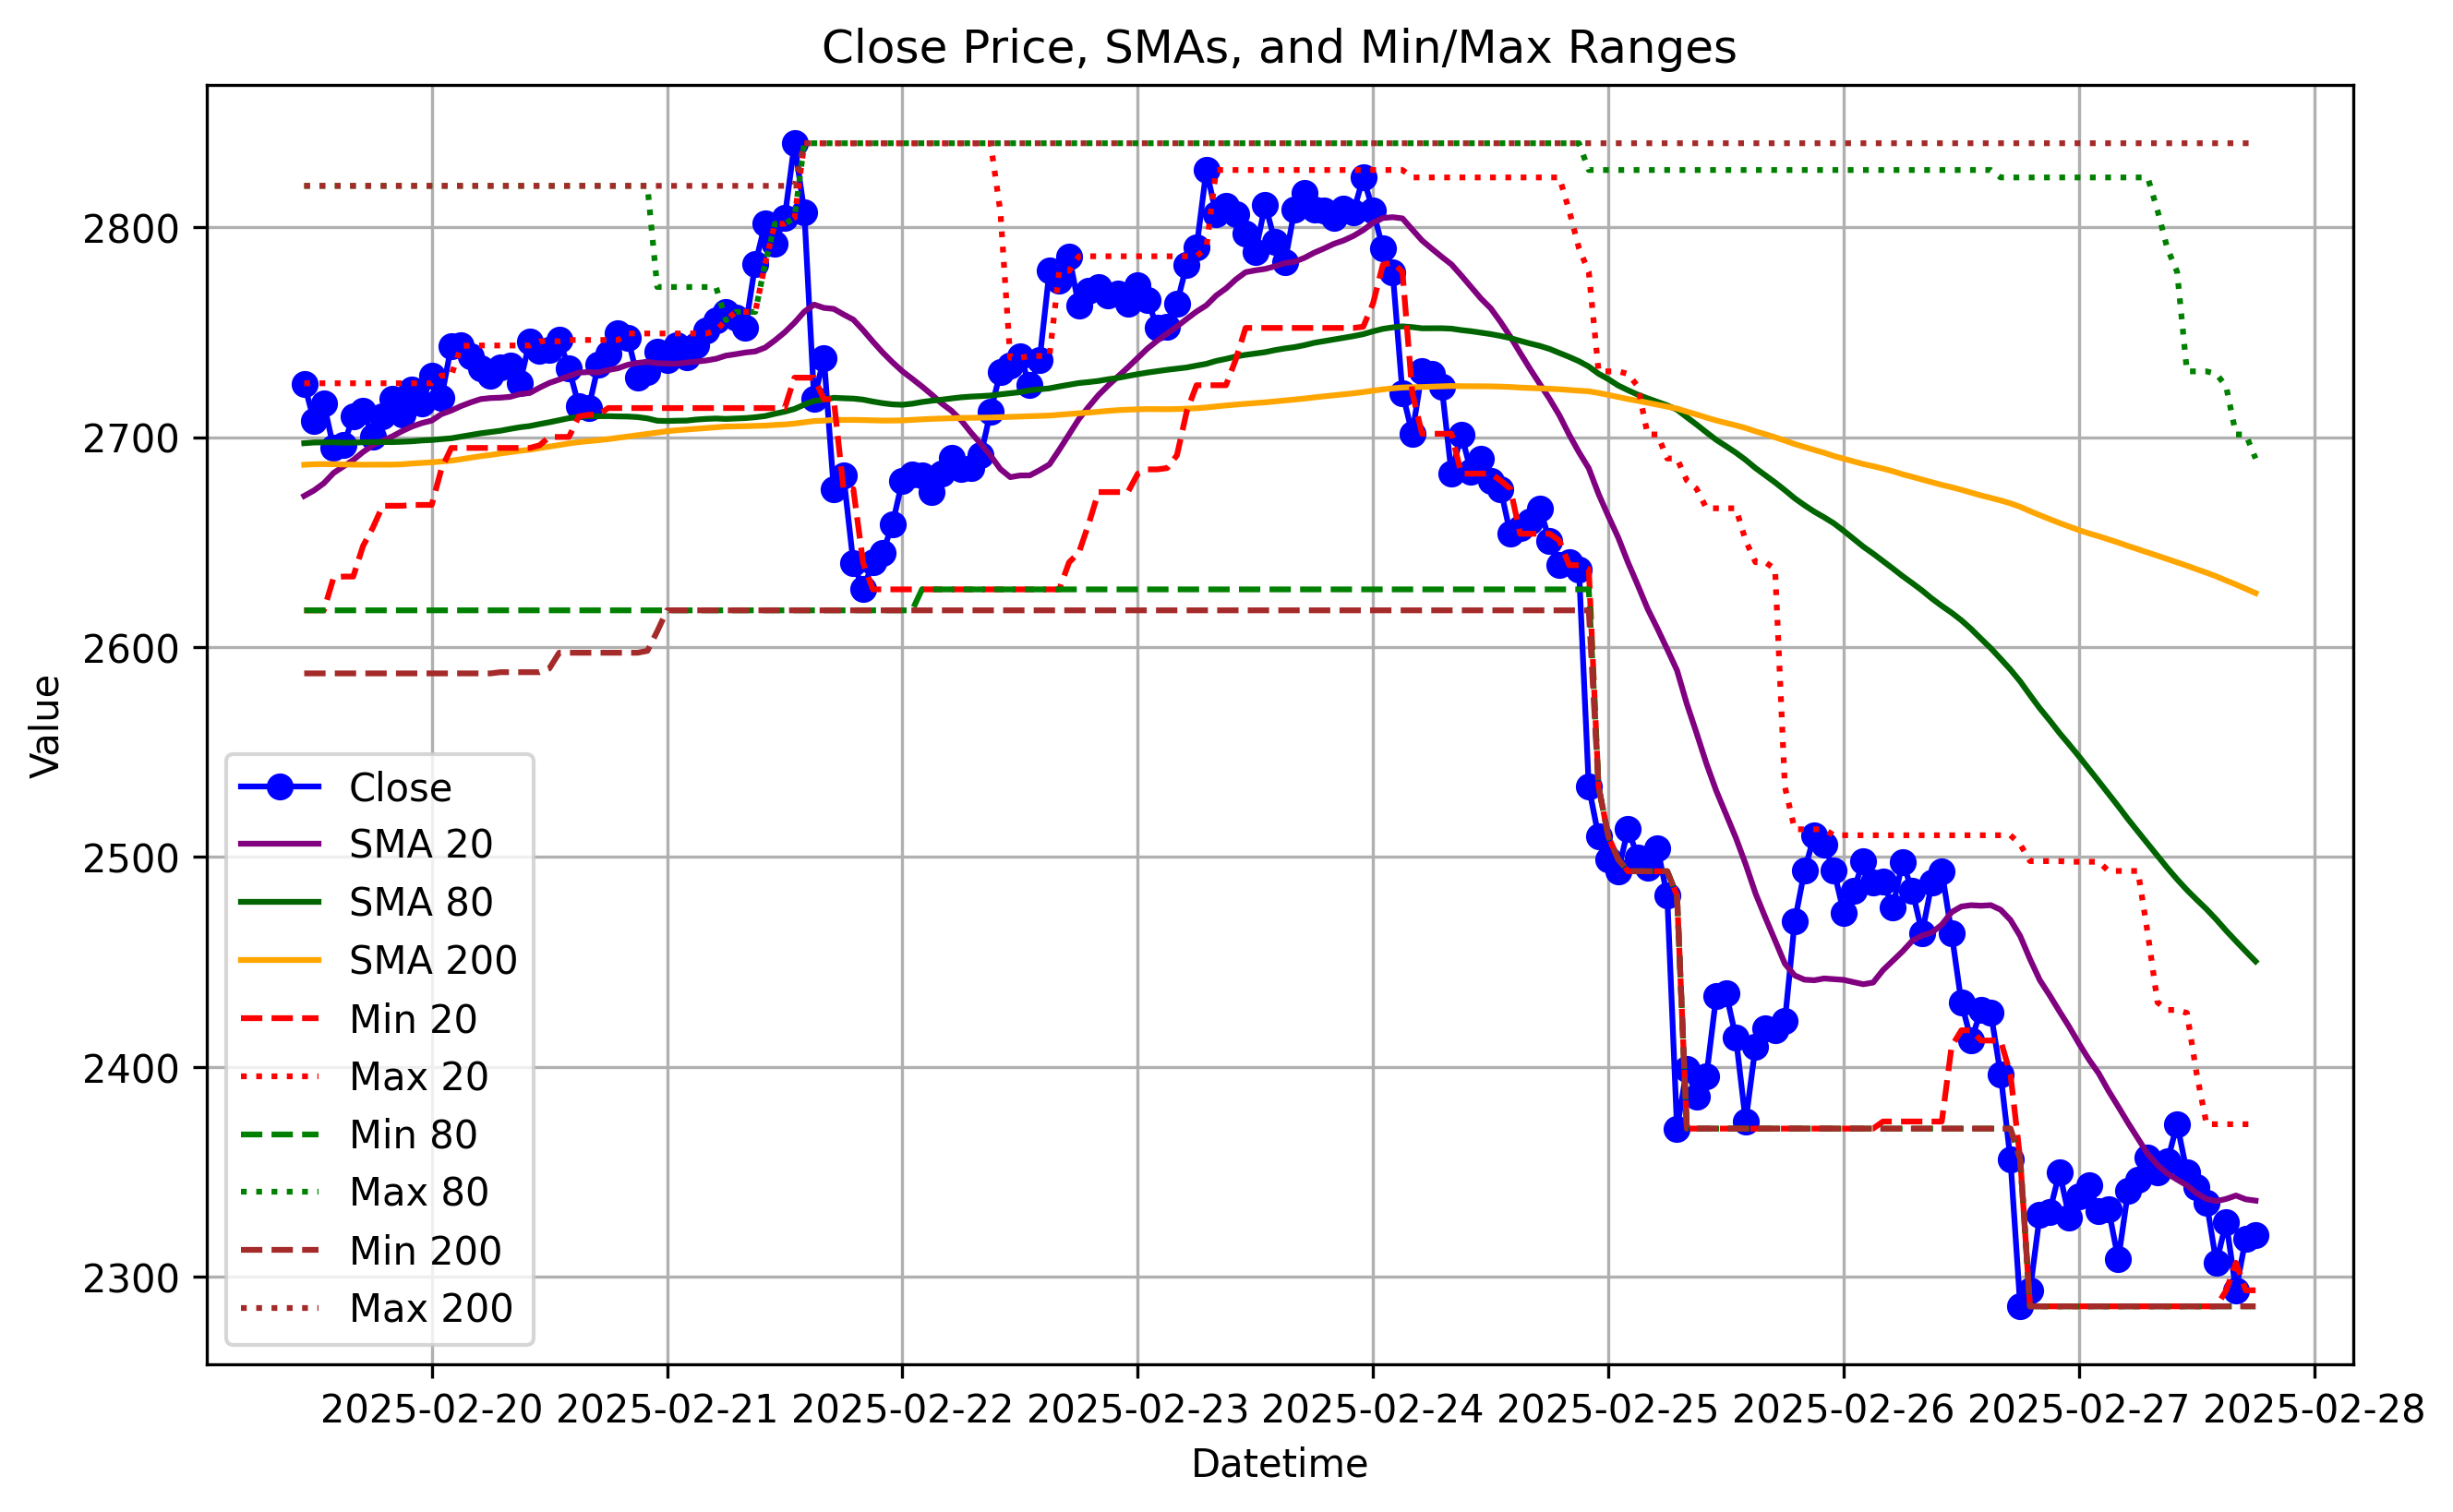 Close Price, SMAs, and Min/Max Ranges
Value
2800
2700
2600
2500
2400
2300
Close
SMA 20
SMA 80
SMA 200
Min 20
Max 20
Min 80
Max 80
Min 200
Max 200
2025-02-20 2025-02-21 2025-02-22 2025-02-23 2025-02-24 2025-02-25 2025-02-26 2025-02-27 2025-02-28
Datetime